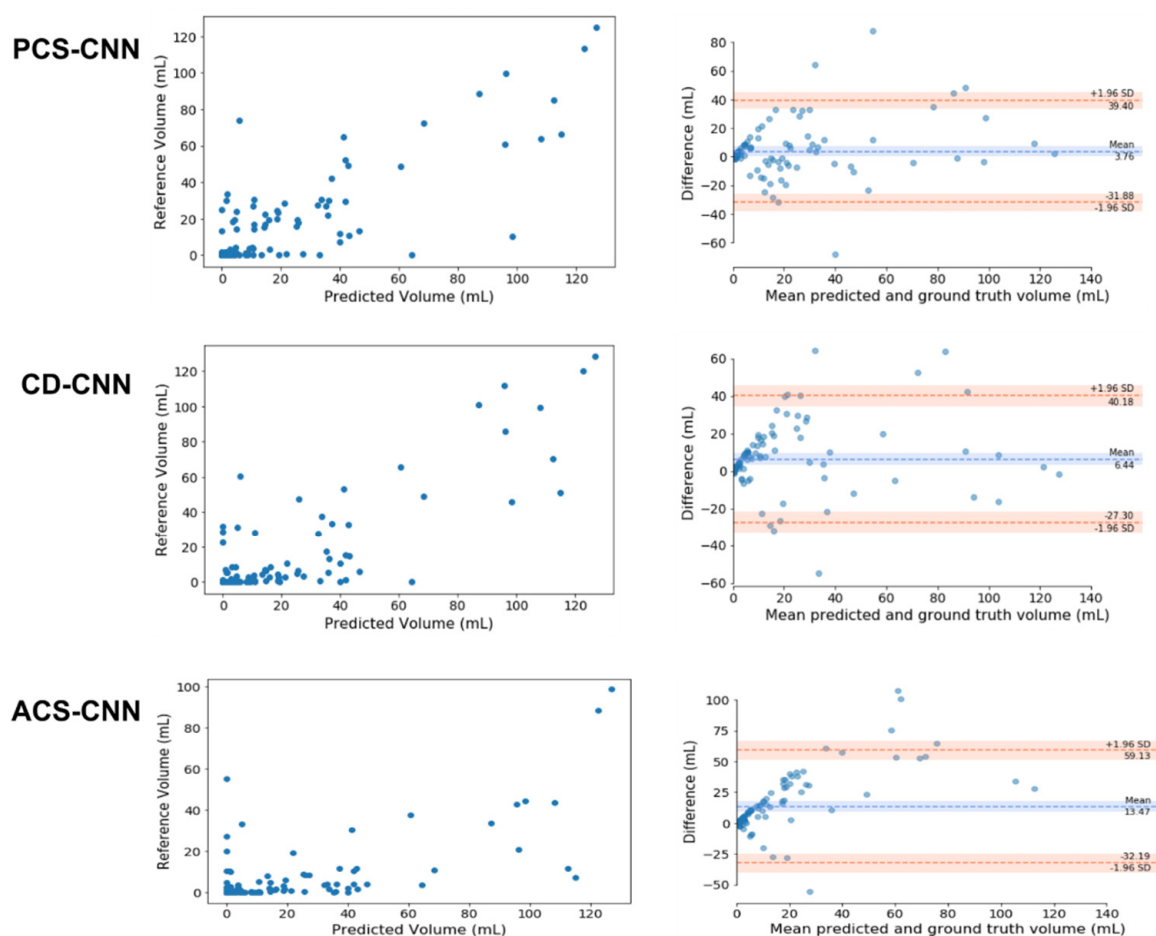 PCS-CNN
120
100
80
60
40
20
0
Reference Volume (mL)
0 20 40 60 80 100 120
Predicted Volume (mL)
80
60
40
20
0
−20
−40
−60
Difference (mL)
+1.96 SD
39.40
Mean
3.76
-31.88
-1.96 SD
0 20 40 60 80 100 120 140
Mean predicted and ground truth volume (mL)
CD-CNN
120
100
80
60
40
20
0
Reference Volume (mL)
0 20 40 60 80 100 120
Predicted Volume (mL)
60
40
20
0
−20
−40
−60
Difference (mL)
+1.96 SD
40.18
Mean
6.44
-27.30
-1.96 SD
0 20 40 60 80 100 120 140
Mean predicted and ground truth volume (mL)
ACS-CNN
100
80
60
40
20
0
Reference Volume (mL)
0 20 40 60 80 100 120
Predicted Volume (mL)
100
75
50
25
0
−25
−50
Difference (mL)
+1.96 SD
59.13
Mean
13.47
-32.19
-1.96 SD
0 20 40 60 80 100 120 140
Mean predicted and ground truth volume (mL)